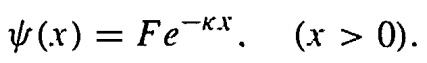 ψ(x) = Fe^{-κx}. (x > 0).